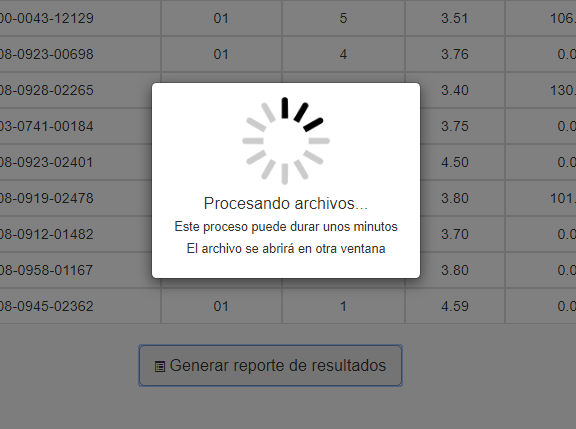 00-0043-12129 01 5 3.51 106.
08-0923-00698 01 4 3.76 0.0
08-0928-02265 3.40 130.
03-0741-00184 3.75 0.0
08-0923-02401 4.50 0.0
08-0919-02478 3.80 101.
08-0912-01482 3.70 0.0
08-0958-01167 3.80 0.0
08-0945-02362 01 1 4.59 0.0
Procesando archivos...
Este proceso puede durar unos minutos
El archivo se abrirá en otra ventana
Generar reporte de resultados